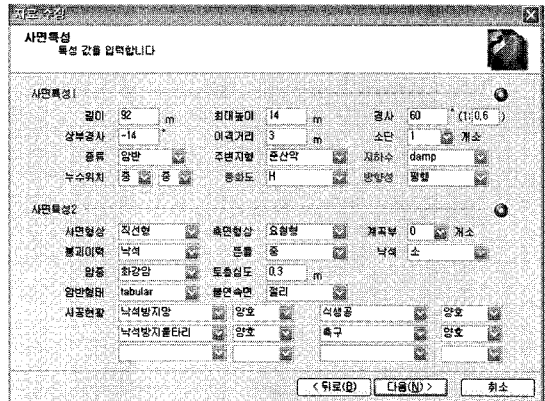 자료 수정
사면특성
특성 값을 입력합니다
사면특성1
길이 92 m 최대높이 14 m 경사 60 ° (1: 0,6 )
상부경사 -14 ° 이격거리 3 m 소단 1 개소
종류 암반 주변지형 준산악 지하수 damp
누수위치 중 중 풍화도 H 방향성 평행
사면특성2
사면형상 직선형 측면형상 요철형 계곡부 0 개소
붕괴이력 낙석 뜬돌 중 낙석 소
암종 화강암 토층심도 0,3 m
암반형태 tabular 불연속면 절리
시공현황 낙석방지망 양호 식생공 양호
낙석방지울타리 양호 측구 양호
< 뒤로(B) 다음(N) > 취소